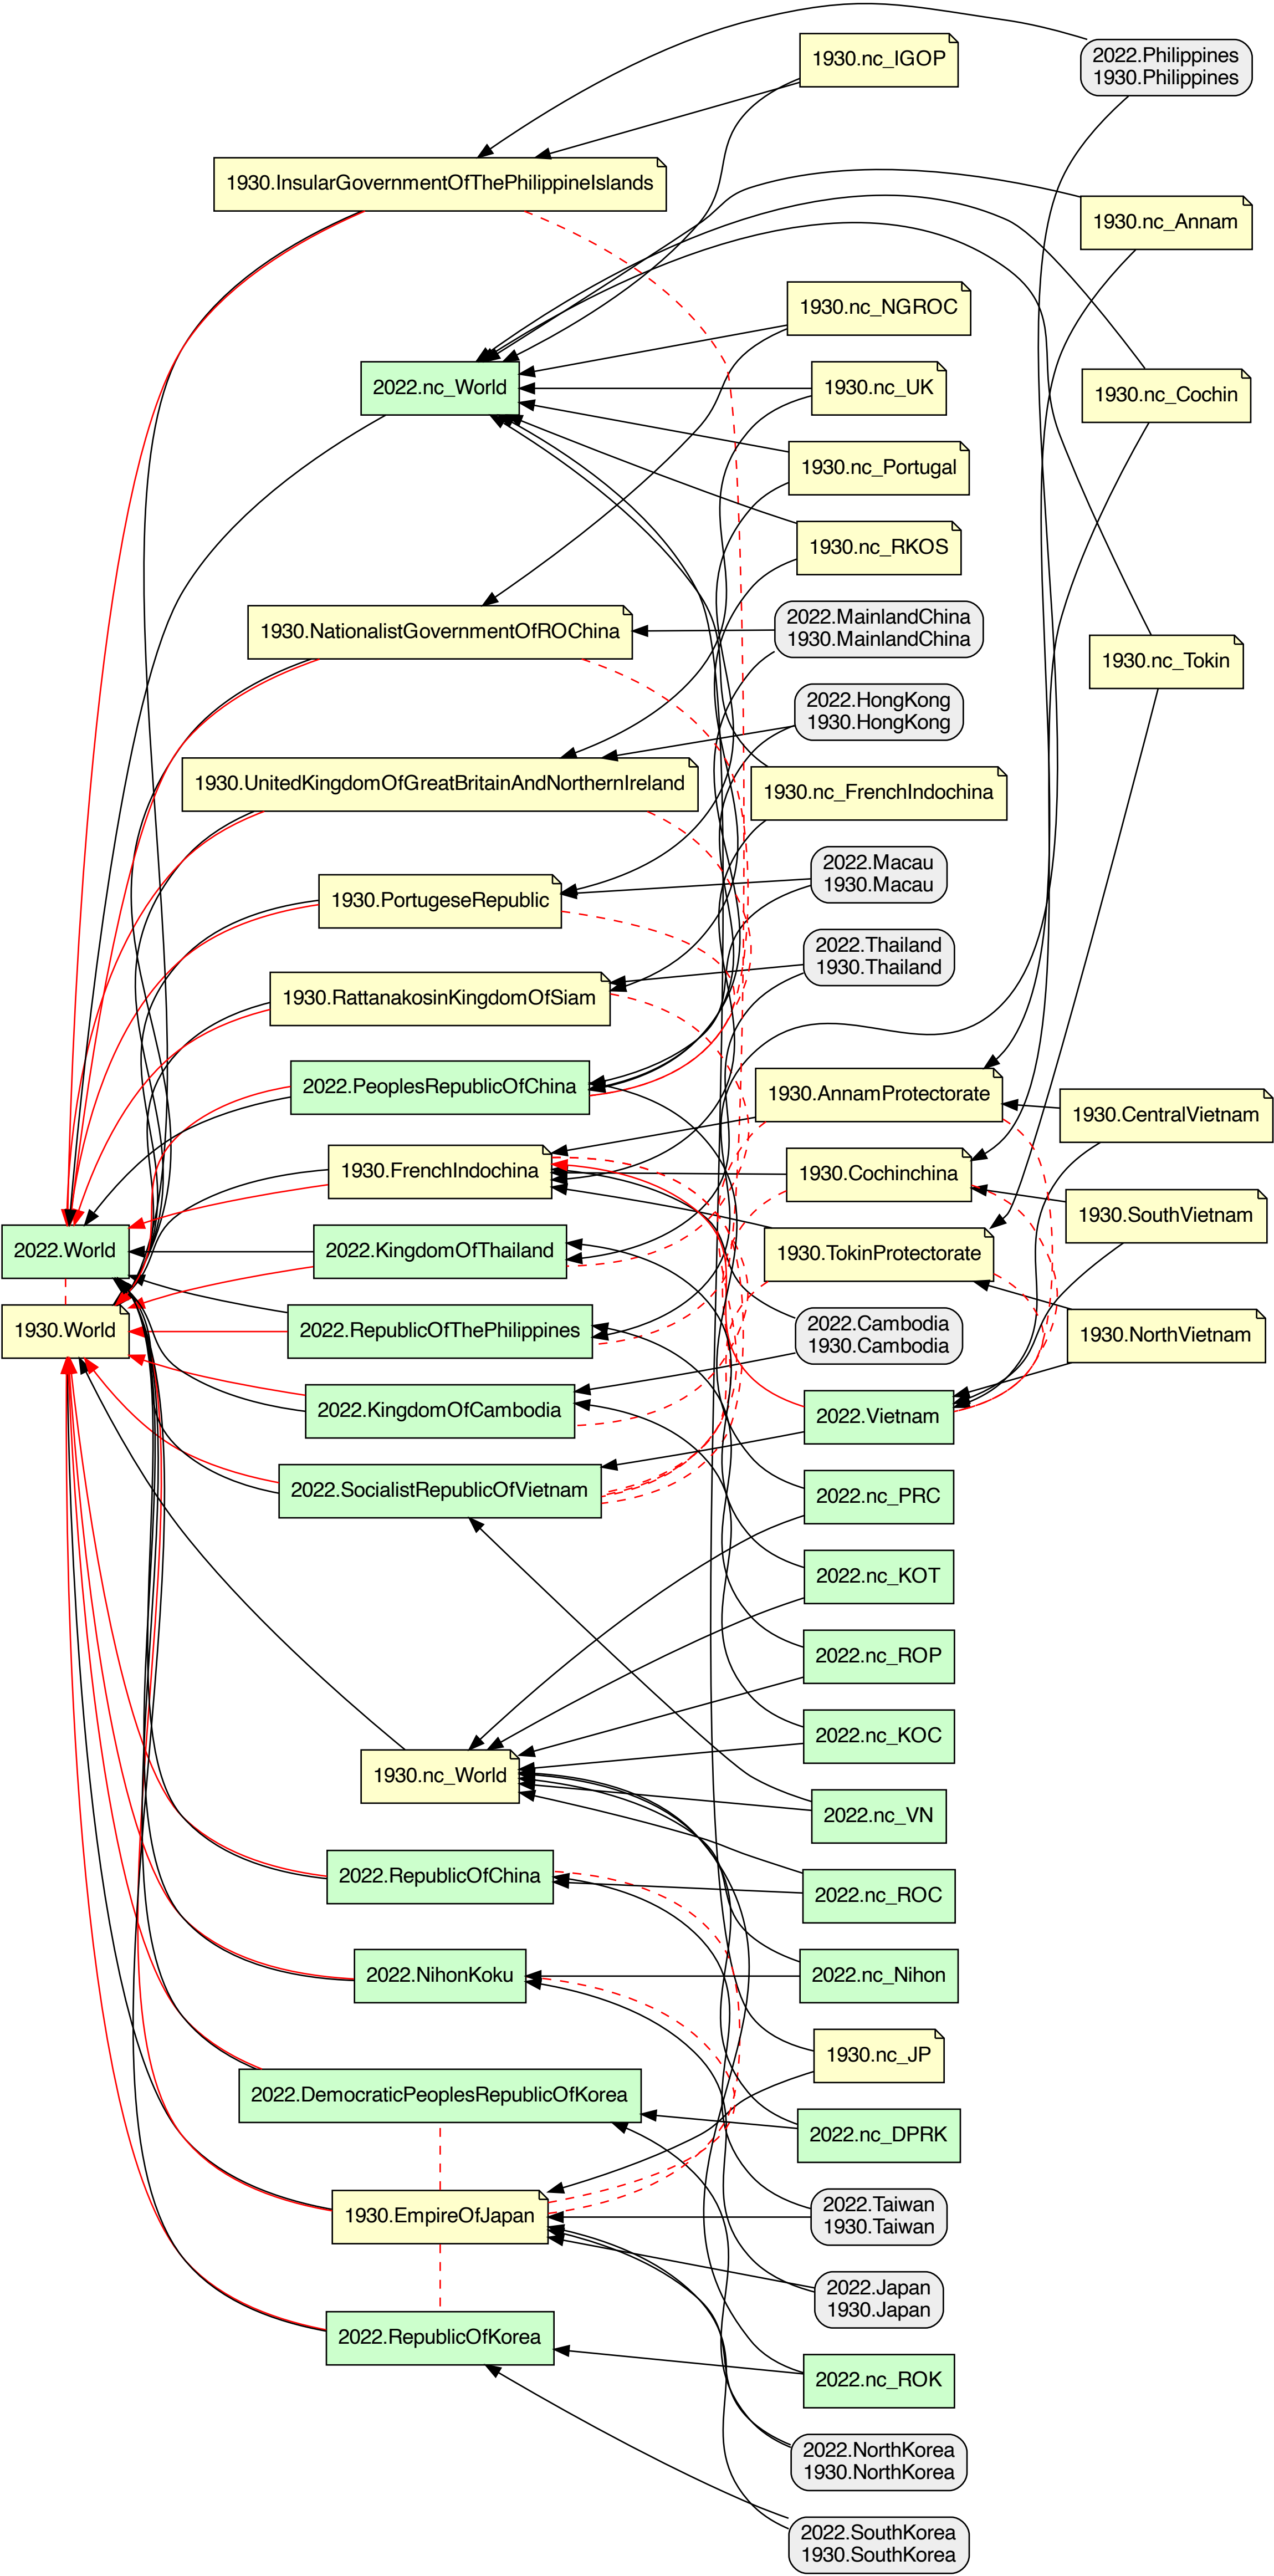 1930.nc_IGOP
2022.Philippines
1930.Philippines
1930.InsularGovernmentOfThePhilippineIslands
1930.nc_Annam
1930.nc_NGROC
2022.nc_World
1930.nc_UK
1930.nc_Cochin
1930.nc_Portugal
1930.nc_RKOS
2022.MainlandChina
1930.MainlandChina
1930.NationalistGovernmentOfROChina
1930.nc_Tokin
2022.HongKong
1930.HongKong
1930.UnitedKingdomOfGreatBritainAndNorthernIreland
1930.nc_FrenchIndochina
2022.Macau
1930.Macau
1930.PortugeseRepublic
2022.Thailand
1930.Thailand
1930.RattanakosinKingdomOfSiam
2022.PeoplesRepublicOfChina
1930.AnnamProtectorate
1930.CentralVietnam
1930.FrenchIndochina
1930.Cochinchina
1930.SouthVietnam
2022.World
2022.KingdomOfThailand
1930.TokinProtectorate
1930.World
2022.RepublicOfThePhilippines
2022.Cambodia
1930.Cambodia
1930.NorthVietnam
2022.KingdomOfCambodia
2022.Vietnam
2022.SocialistRepublicOfVietnam
2022.nc_PRC
2022.nc_KOT
2022.nc_ROP
2022.nc_KOC
1930.nc_World
2022.nc_VN
2022.RepublicOfChina
2022.nc_ROC
2022.NihonKoku
2022.nc_Nihon
1930.nc_JP
2022.DemocraticPeoplesRepublicOfKorea
2022.nc_DPRK
1930.EmpireOfJapan
2022.Taiwan
1930.Taiwan
2022.Japan
1930.Japan
2022.RepublicOfKorea
2022.nc_ROK
2022.NorthKorea
1930.NorthKorea
2022.SouthKorea
1930.SouthKorea